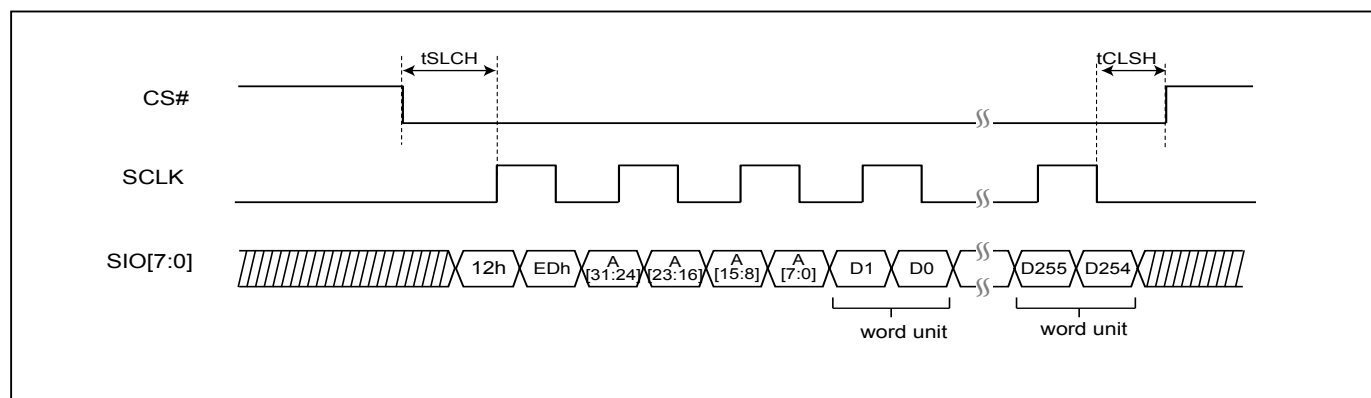 tSLCH
tCLSH
CS#
SCLK
SIO[7:0]
12h
EDh
A
[31:24]
A
[23:16]
A
[15:8]
A
[7:0]
D1
D0
D255
D254
word unit
word unit